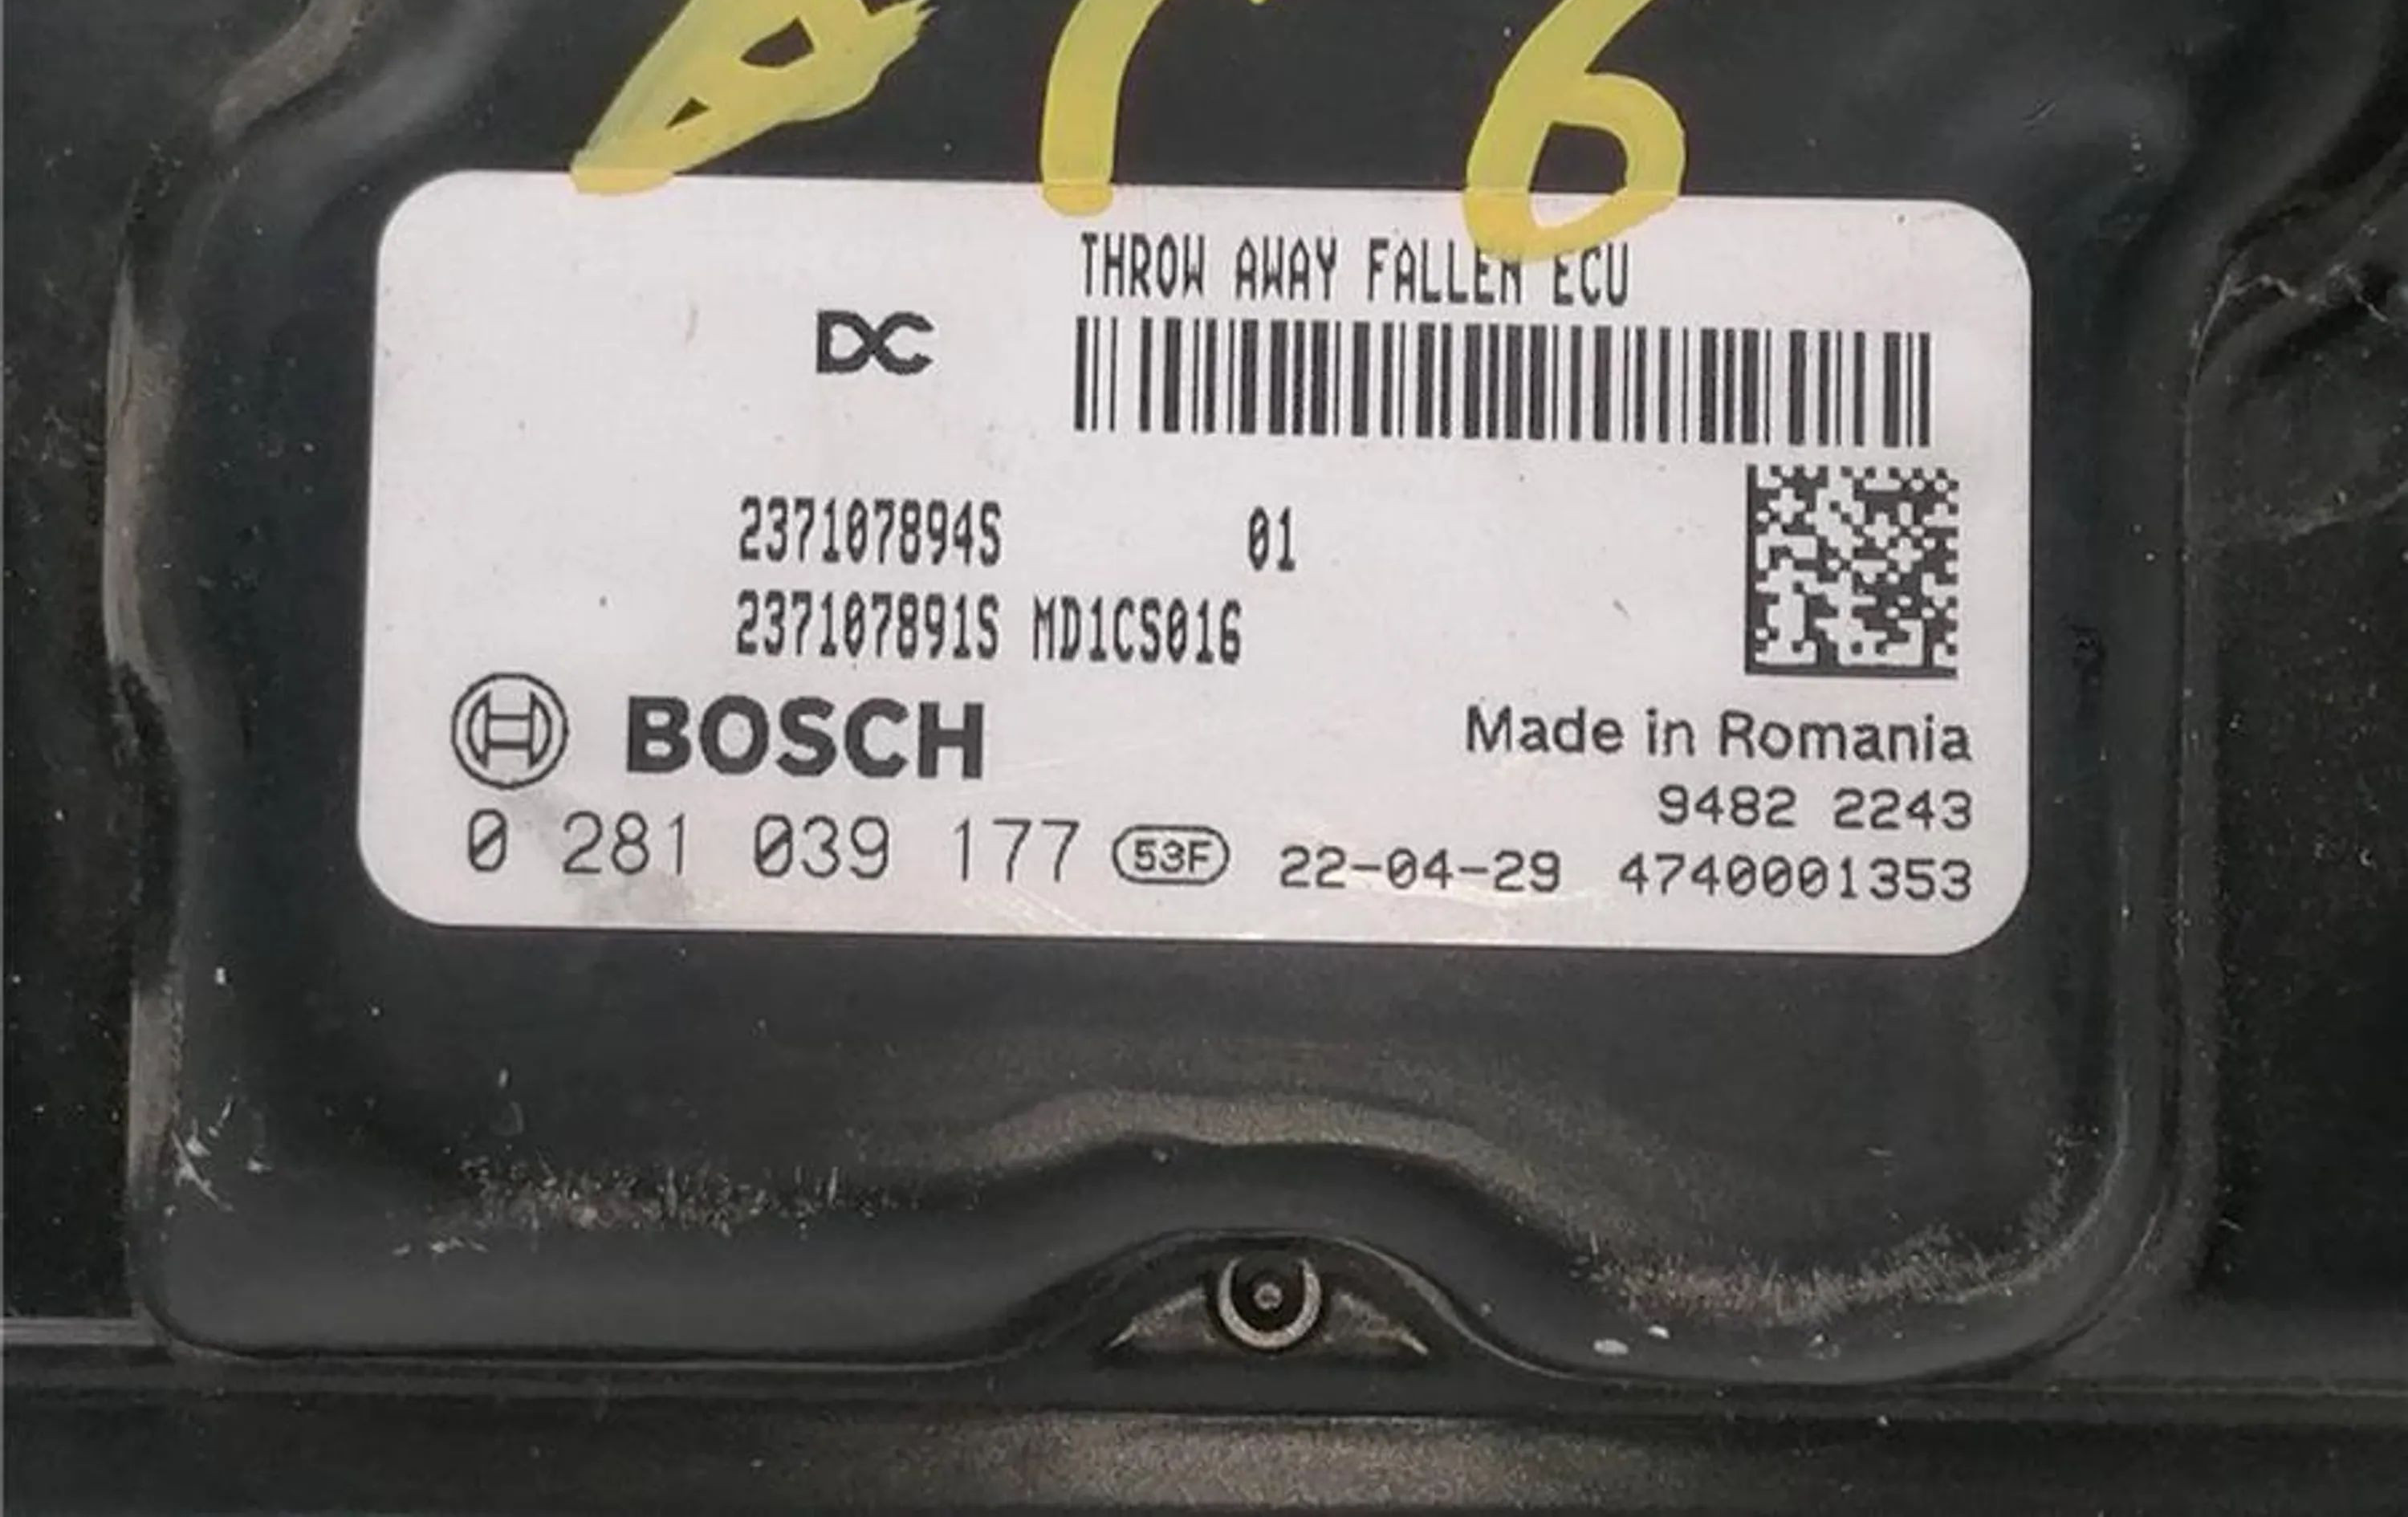 THROW AWAY FALLEN ECU
DC
237107894S 01
237107891S MD1CS016
BOSCH
Made in Romania
9482 2243
0 281 039 177 53F 22-04-29 4740001353